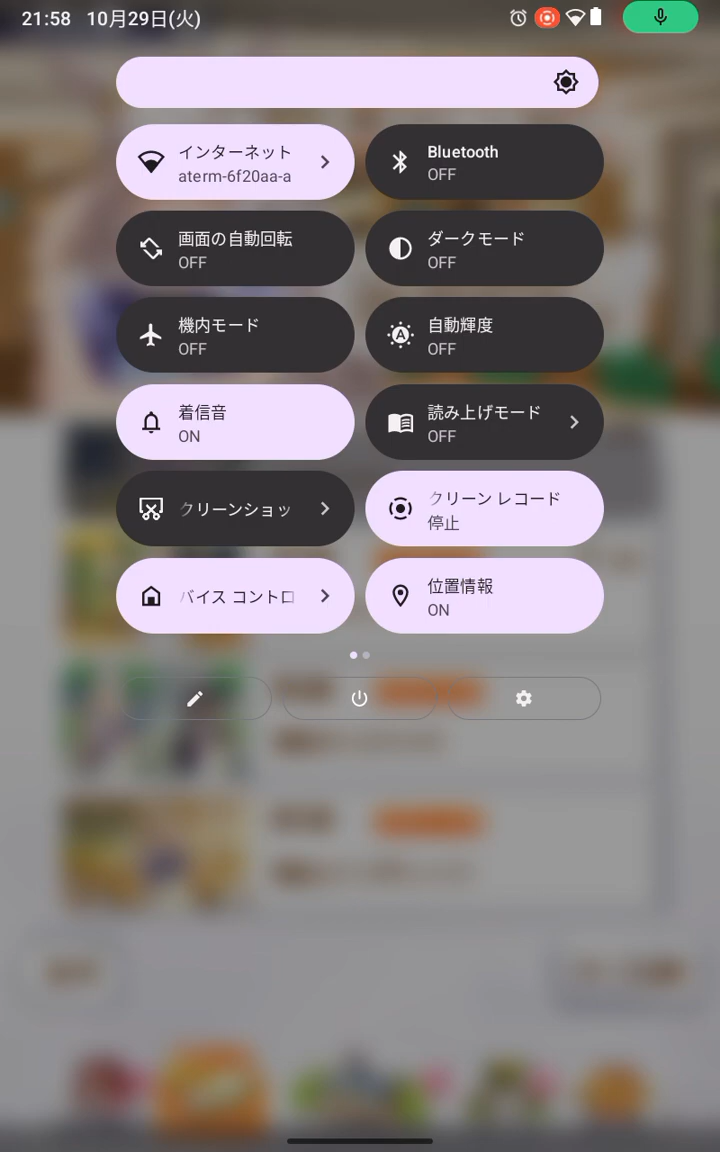 21:58 10月29日(火)
インターネット
aterm-6f20aa-a
Bluetooth
OFF
画面の自動回転
OFF
ダークモード
OFF
機内モード
OFF
自動輝度
OFF
着信音
ON
読み上げモード
OFF
クリーンショッ
クリーン レコード
停止
バイス コントロ
位置情報
ON